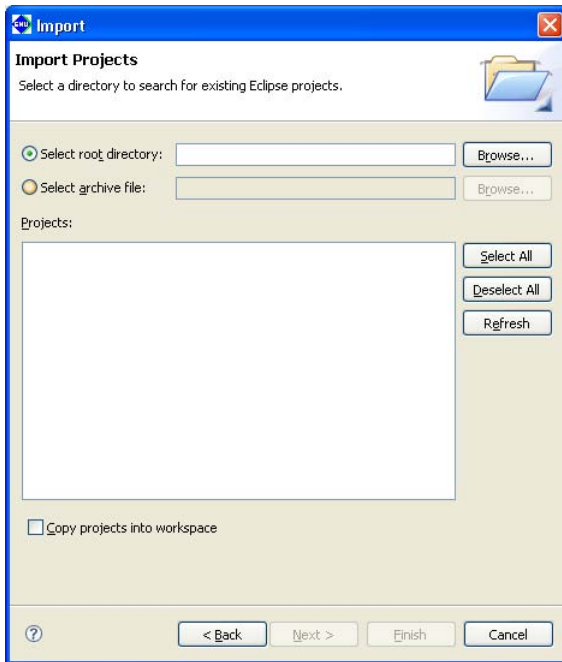 GNU Import
Import Projects
Select a directory to search for existing Eclipse projects.
Select root directory: Browse...
Select archive file: Browse...
Projects:
Select All
Deselect All
Refresh
Copy projects into workspace
? < Back Next > Finish Cancel